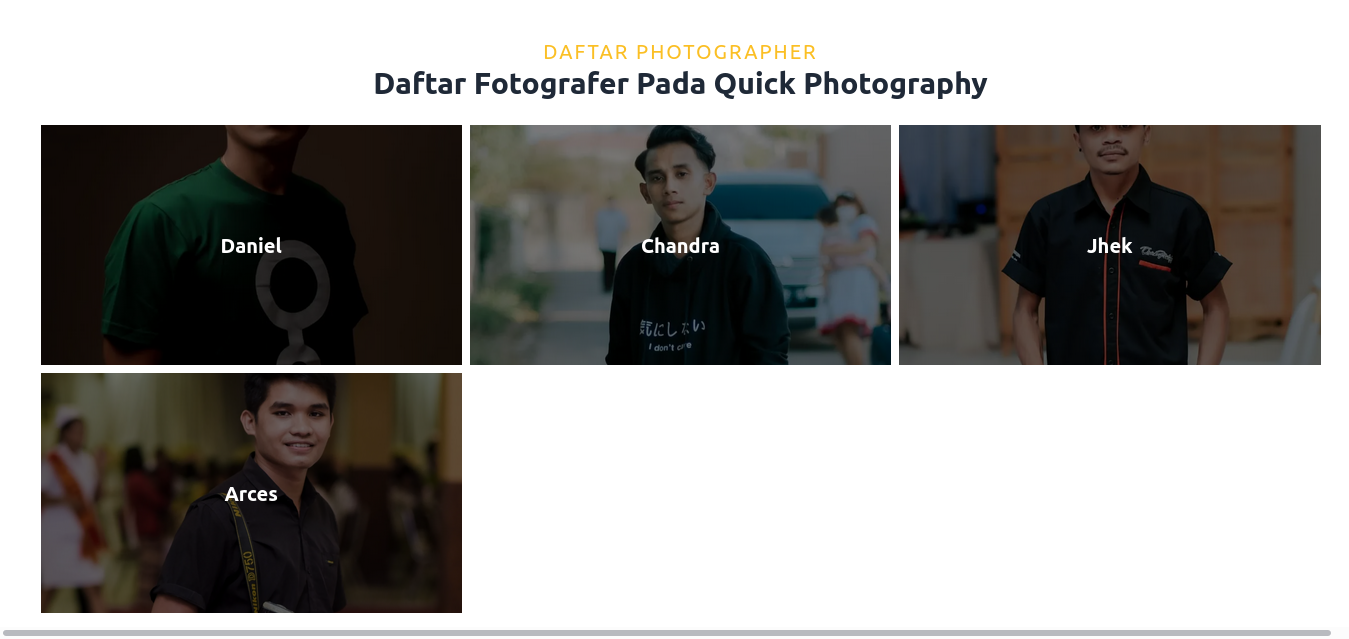 DAFTAR PHOTOGRAPHER
Daftar Fotografer Pada Quick Photography
Daniel
Chandra
Jhek
気にしない
I don't care
Arces
Nikon D750